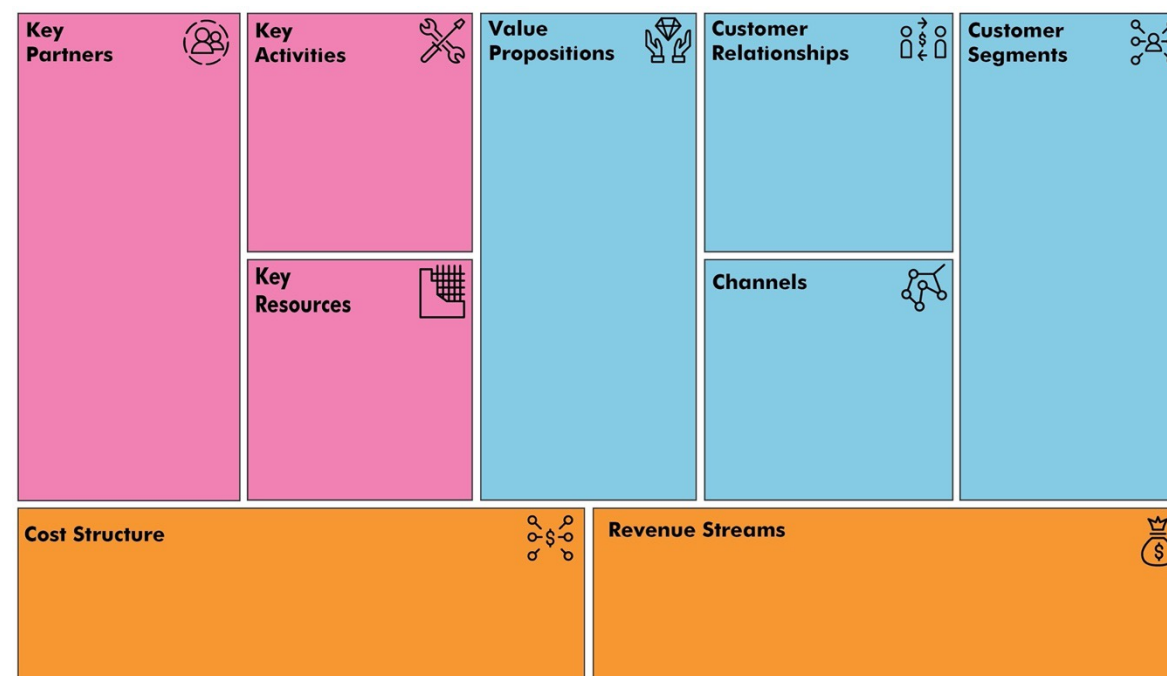 Key
Partners
Key
Activities
Key
Resources
Value
Propositions
Customer
Relationships
Channels
Customer
Segments
Cost Structure
Revenue Streams